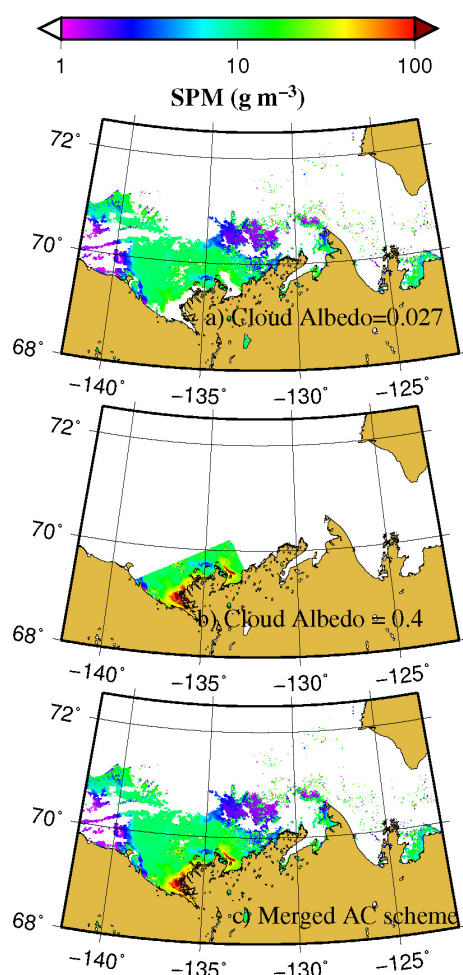 1 10 100
SPM (g m⁻³)
72°
70°
68°
a) Cloud Albedo=0.027
−140° −135° −130° −125°
72°
70°
68°
b) Cloud Albedo = 0.4
−140° −135° −130° −125°
72°
70°
68°
c) Merged AC scheme
−140° −135° −130° −125°